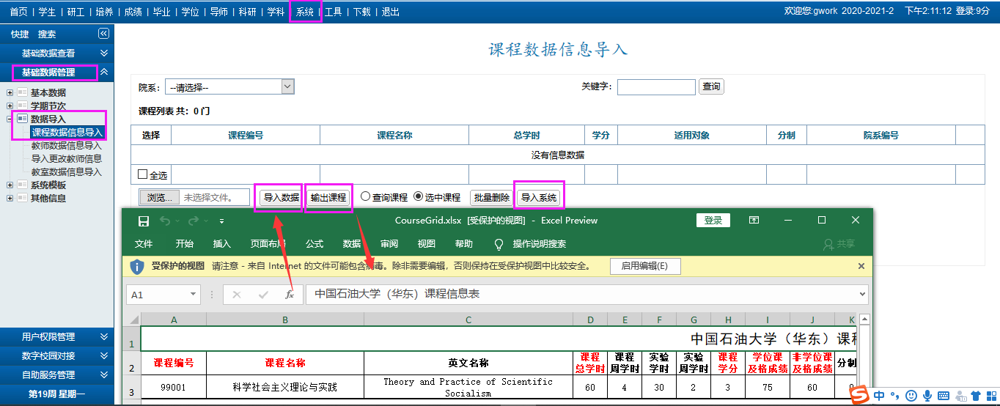 首页 | 学生 | 研工 | 培养 | 成绩 | 毕业 | 学位 | 导师 | 科研 | 学科 | 系统 | 工具 | 下载 | 退出
欢迎您:gwork 2020-2021-2 下午2:11:12 登录:9分
快捷 搜索
基础数据查看
基础数据管理
基本数据
学期节次
数据导入
课程数据信息导入
教师数据信息导入
导入更改教师信息
教室数据信息导入
系统模板
其他信息
用户权限管理
数字校园对接
自助服务管理
第19周 星期一
课程数据信息导入
院系: --请选择-- 关键字: 查询
课程列表 共: 0 门
选择 课程编号 课程名称 总学时 学分 适用对象 分制 院系编号
没有信息数据
全选
浏览... 未选择文件。 导入数据 输出课程 查询课程 选中课程 批量删除 导入系统
CourseGrid.xlsx [受保护的视图] - Excel Preview 登录
文件 开始 插入 页面布局 公式 数据 审阅 视图 帮助 操作说明搜索 共享
受保护的视图 请注意 - 来自 Internet 的文件可能包含病毒。除非需要编辑，否则保持在受保护视图中比较安全。 启用编辑(E)
A1 fx 中国石油大学（华东）课程信息表
A B C D E F G H I J K
1 中国石油大学（华东）课程
2 课程编号 课程名称 英文名称 课程总学时 课程周学时 实验学时 实验周学时 课程学分 学位课及格成绩 非学位课及格成绩 分制
3 99001 科学社会主义理论与实践 Theory and Practice of Scientific Socialism 60 4 30 2 3 75 60 0
中